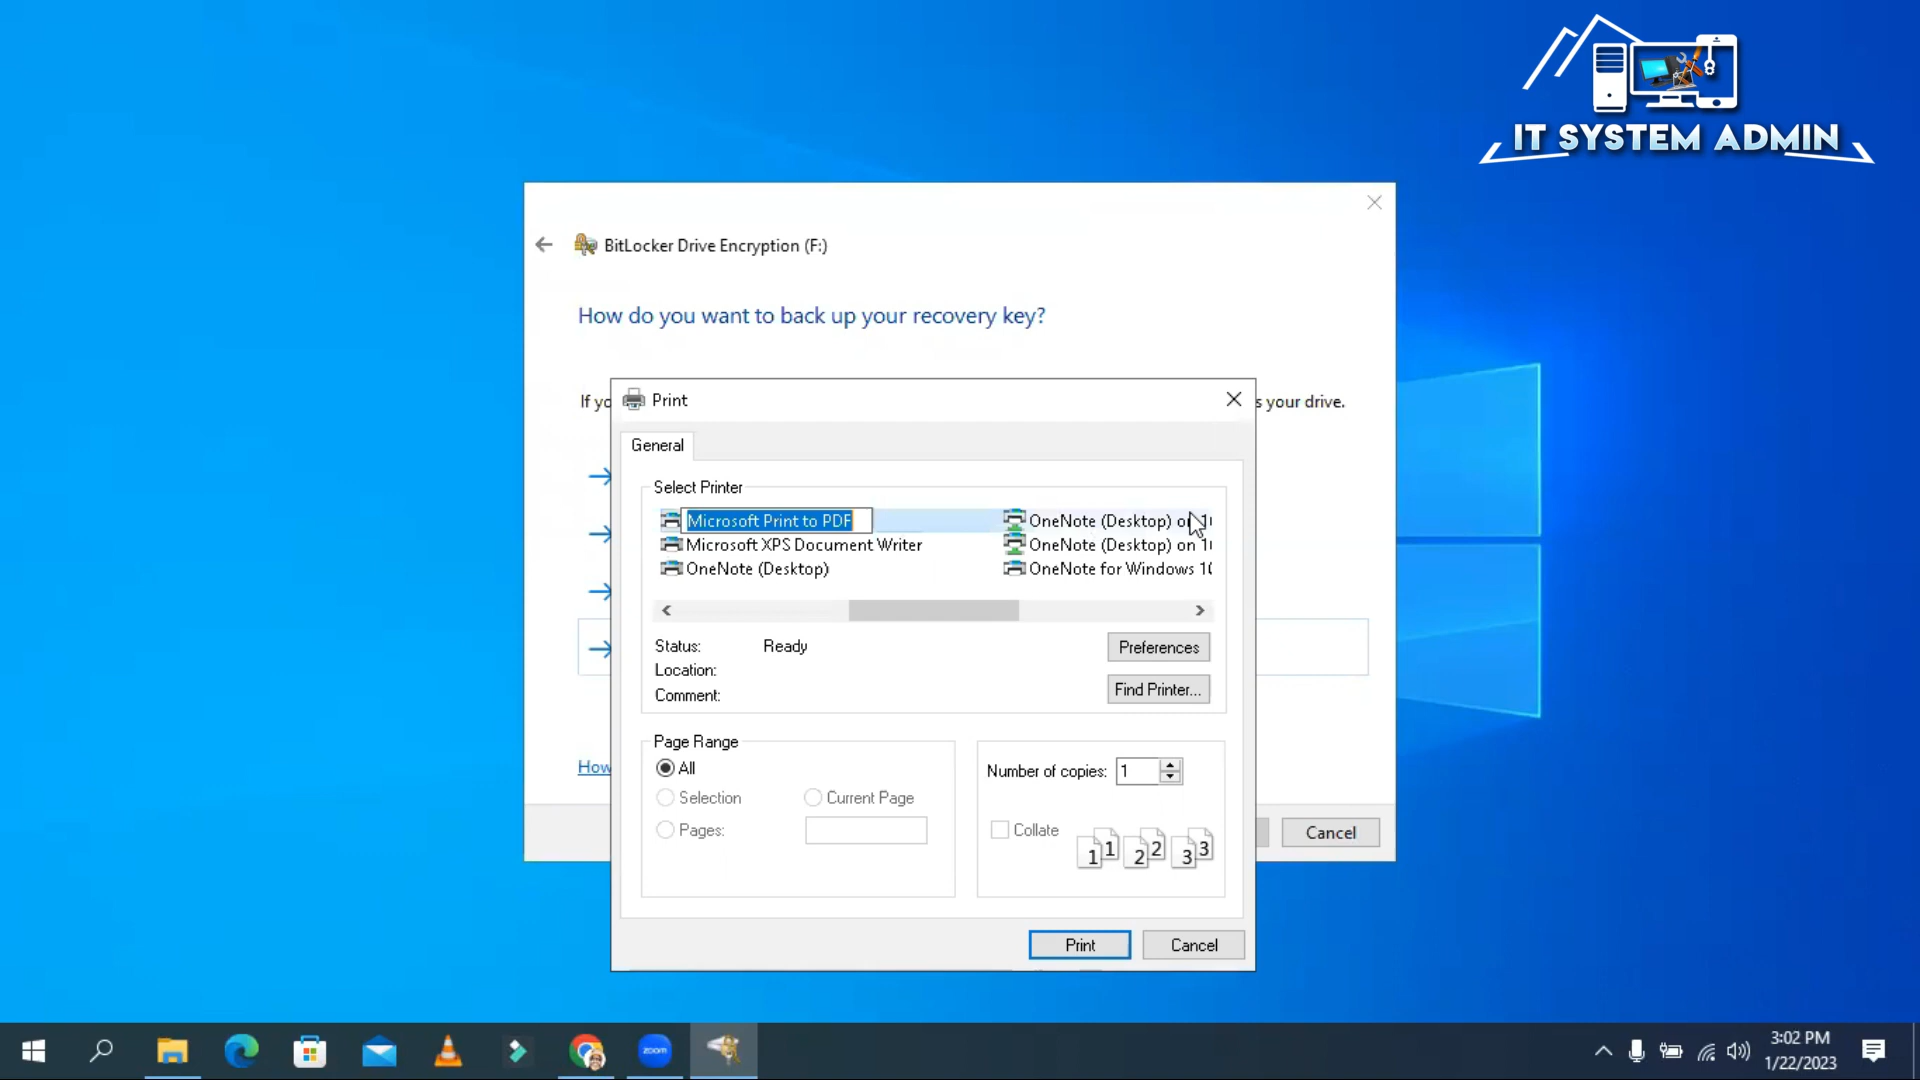 IT SYSTEM ADMIN
BitLocker Drive Encryption (F:)
How do you want to back up your recovery key?
If yo
s your drive.
Print
General
Select Printer
Microsoft Print to PDF
Microsoft XPS Document Writer
OneNote (Desktop)
OneNote (Desktop) on 1
OneNote (Desktop) on 1
OneNote for Windows 10
Status: Ready
Location:
Comment:
Preferences
Find Printer...
Page Range
All
Selection
Current Page
Pages:
Number of copies: 1
Collate
1 1 2 2 3 3
Print
Cancel
How
Cancel
zoom
3:02 PM
1/22/2023